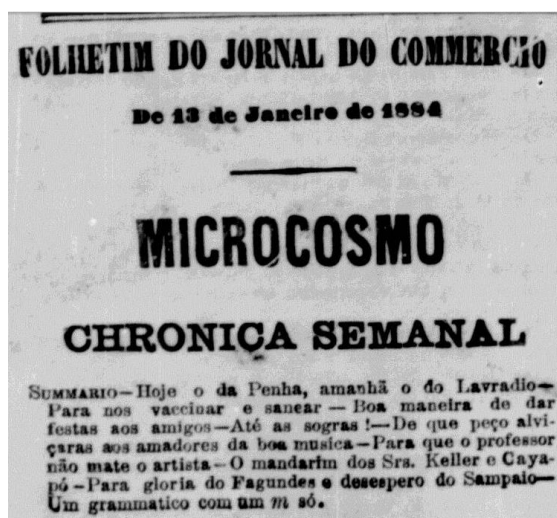 FOLHETIM DO JORNAL DO COMMERCIO
De 13 de Janeiro de 1884
MICROCOSMO
CHRONICA SEMANAL
SUMMARIO—Hoje o da Penha, amanhã o do Lavradio—
Para nos vaccinar e sanear — Boa maneira de dar
festas aos amigos—Até as sogras !—De que peço alvi-
çaras aos amadores da boa musica—Para que o professor
não mate o artista—O mandarim dos Srs. Keller e Caya-
pó—Para gloria do Fagundes e desespero do Sampaio—
Um grammatico com um m só.